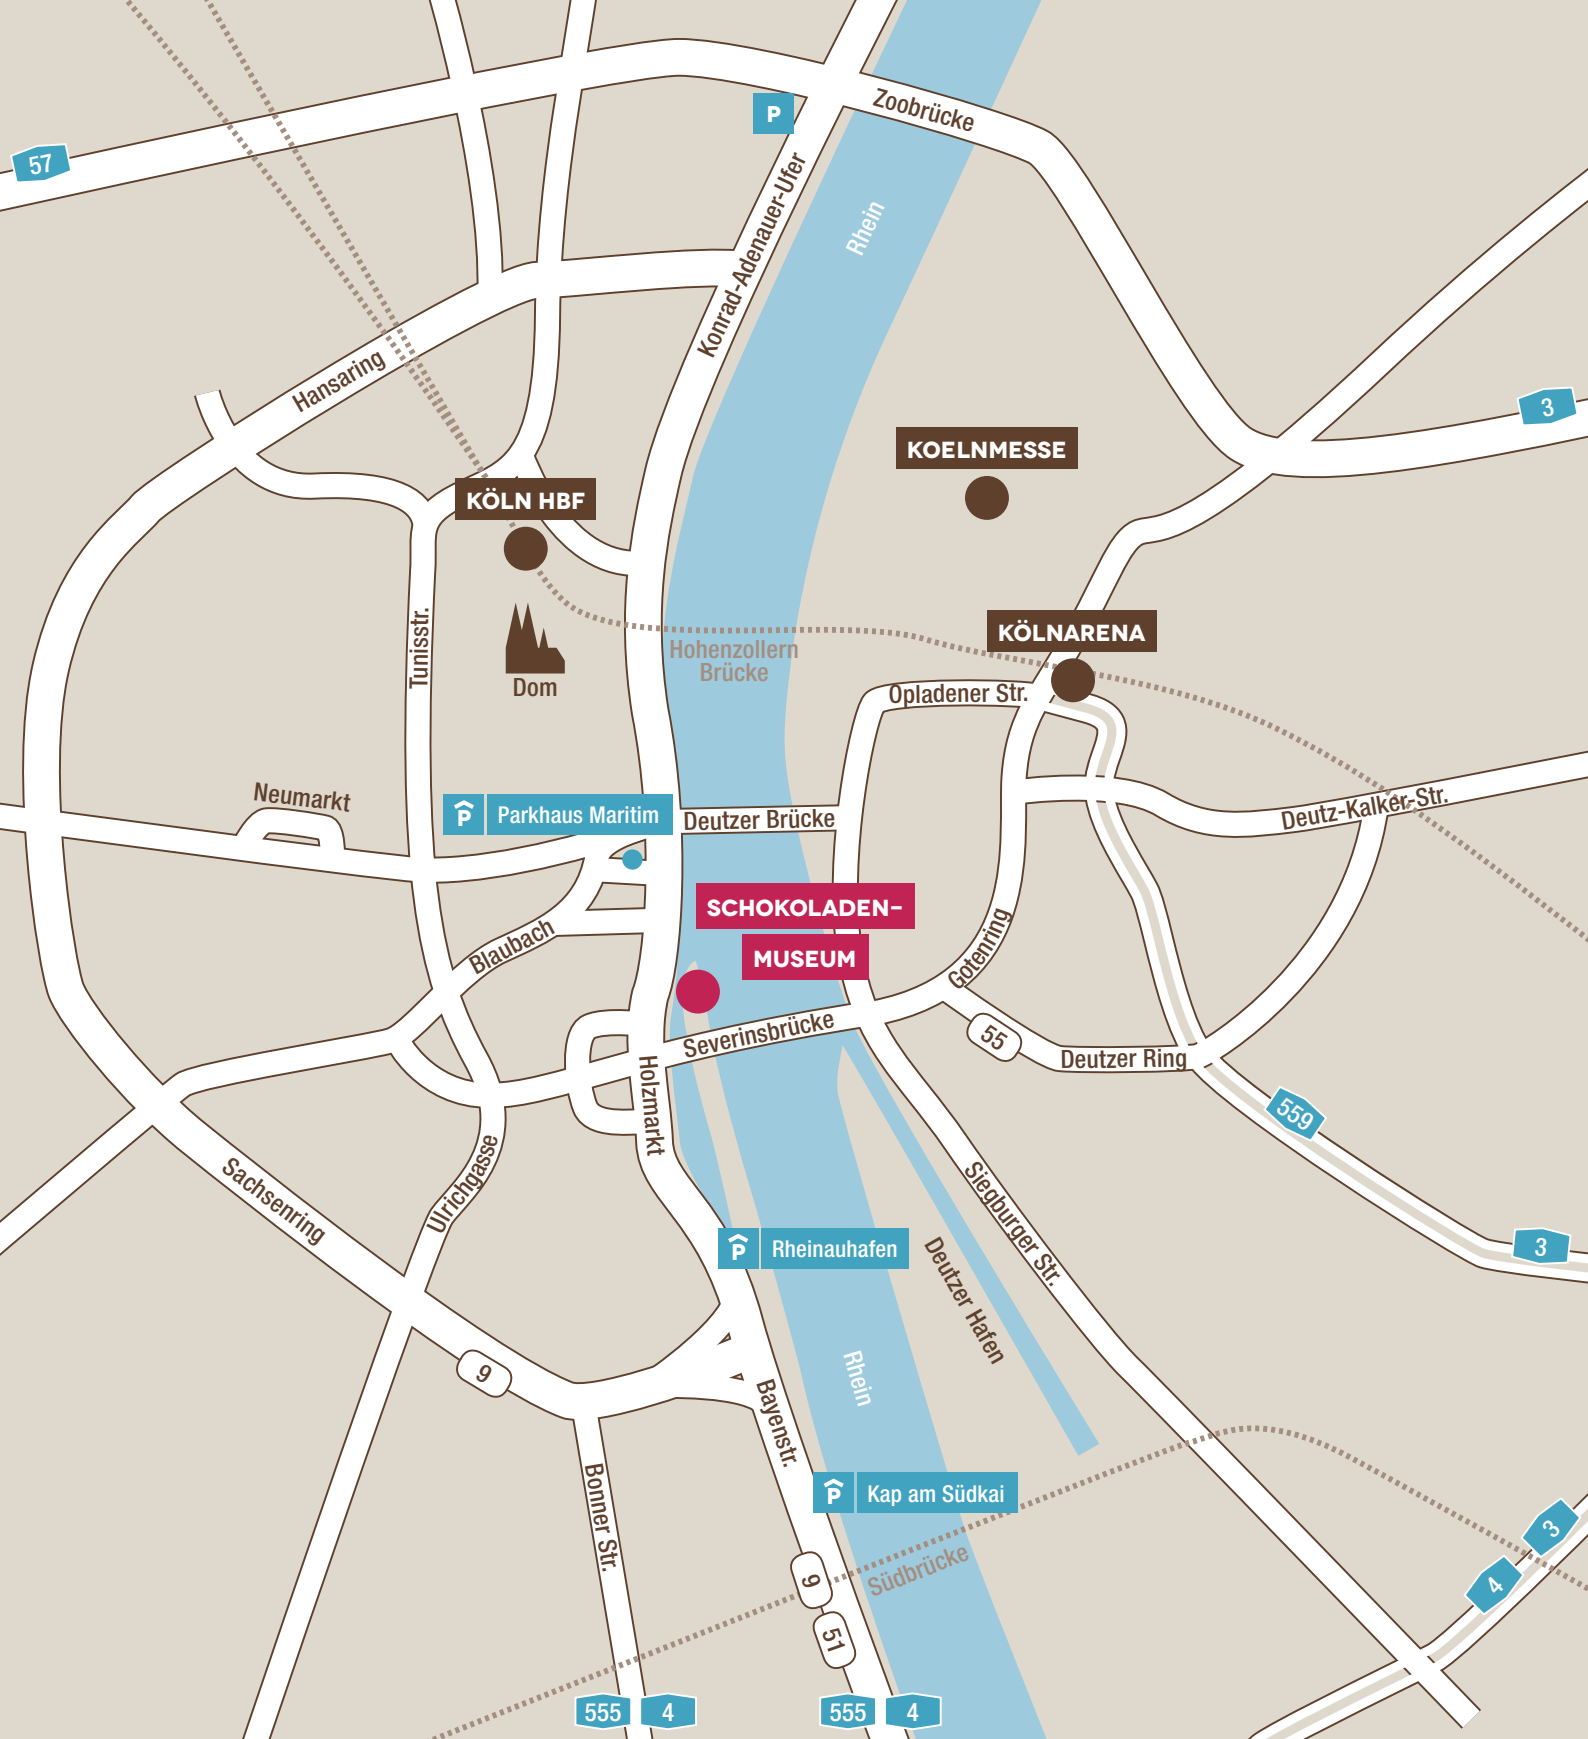 Zoobrücke
P
57
Konrad-Adenauer-Ufer
Rhein
Hansaring
3
KOELNMESSE
KÖLN HBF
KÖLNARENA
Tunisstr.
Hohenzollern
Brücke
Dom
Opladener Str.
Neumarkt
P
Parkhaus Maritim
Deutzer Brücke
Deutz-Kalker-Str.
SCHOKOLADEN-
MUSEUM
Blaubach
Gotenring
Severinsbrücke
55
Deutzer Ring
Holzmarkt
559
Ulrichgasse
Sachsenring
Siegburger Str.
P
Rheinauhafen
3
Deutzer Hafen
9
Rhein
Bayenstr.
Bonner Str.
P
Kap am Südkai
3
Südbrücke
9
4
51
555
4
555
4